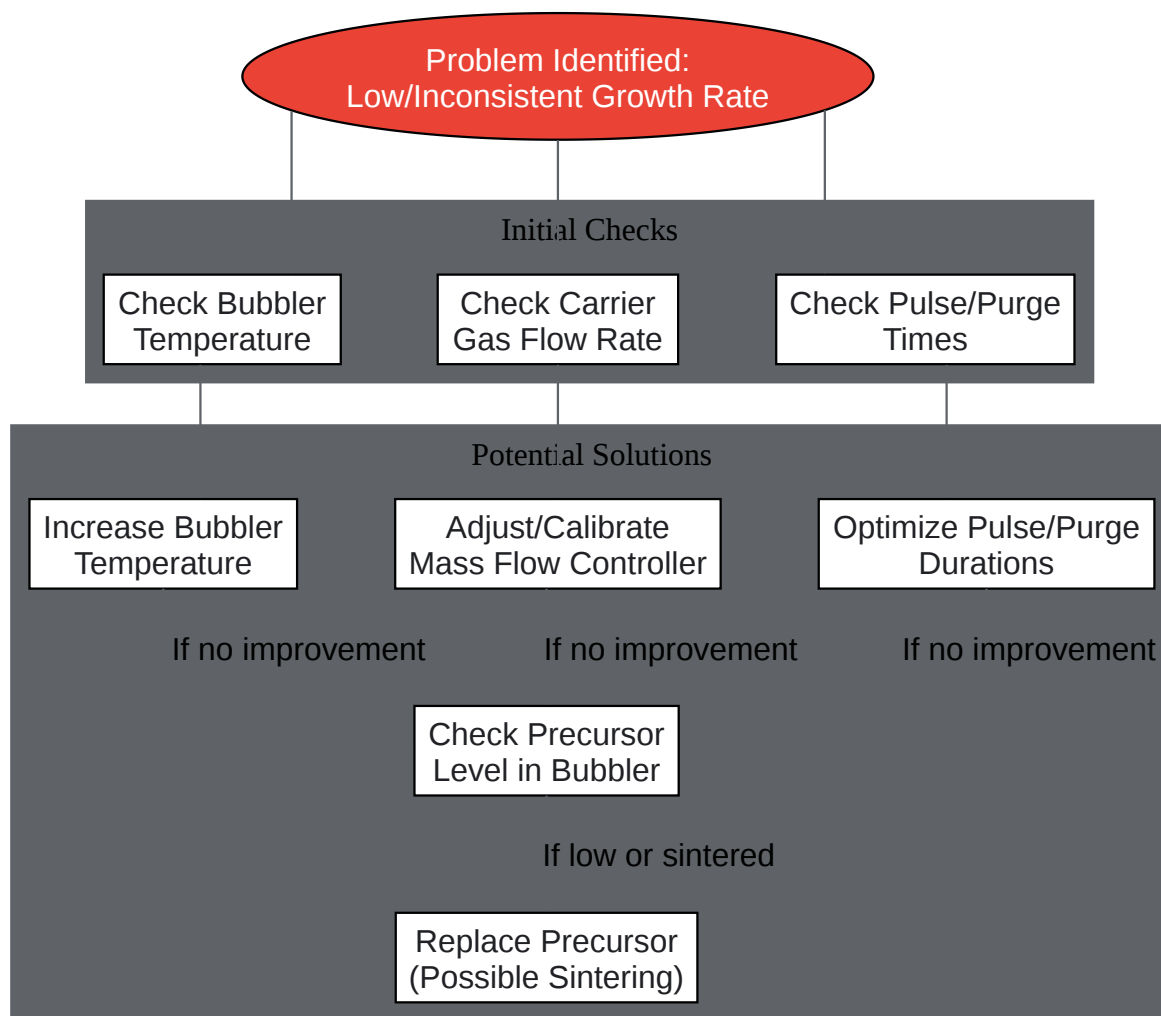 Problem Identified:
Low/Inconsistent Growth Rate
Initial Checks
Check Bubbler
Temperature
Check Carrier
Gas Flow Rate
Check Pulse/Purge
Times
Potential Solutions
Increase Bubbler
Temperature
Adjust/Calibrate
Mass Flow Controller
Optimize Pulse/Purge
Durations
If no improvement
If no improvement
If no improvement
Check Precursor
Level in Bubbler
If low or sintered
Replace Precursor
(Possible Sintering)